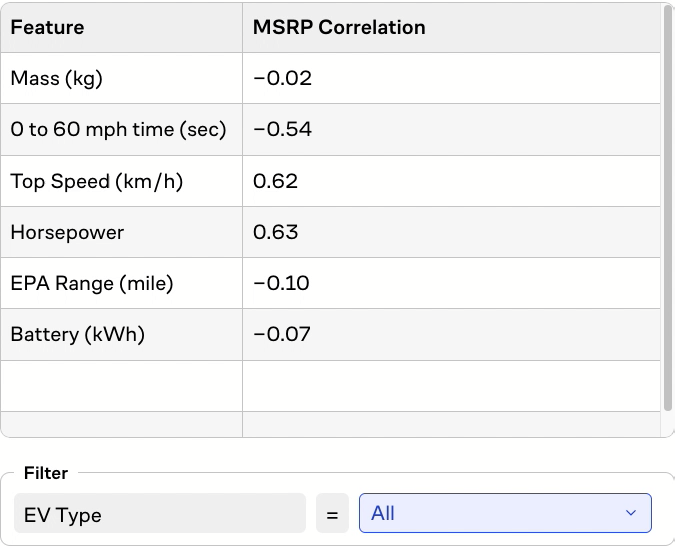 Feature MSRP Correlation
Mass (kg) −0.02
0 to 60 mph time (sec) −0.54
Top Speed (km/h) 0.62
Horsepower 0.63
EPA Range (mile) −0.10
Battery (kWh) −0.07
Filter
EV Type = All